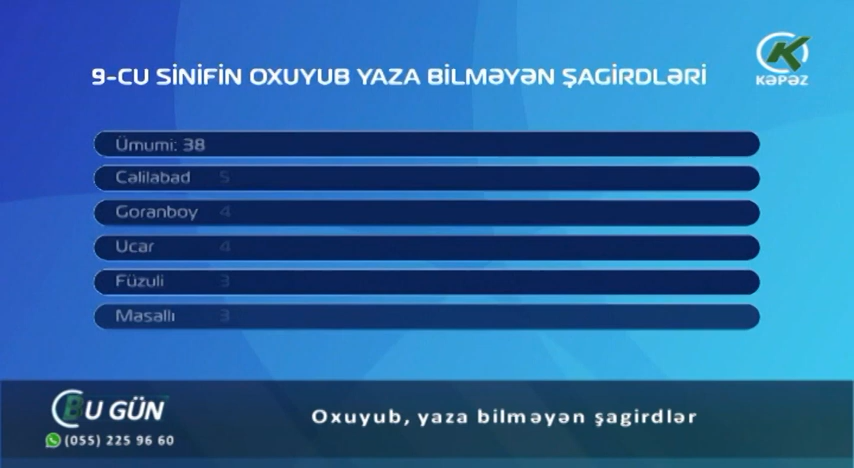 9-CU SİNİFİN OXUYUB YAZA BİLMƏYƏN ŞAGİRDLƏRİ
KƏPƏZ
Ümumi: 38
Cəlilabad 5
Goranboy 4
Ucar 4
Füzuli 3
Masallı 3
BU GÜN
(055) 225 96 60
Oxuyub, yaza bilməyən şagirdlər